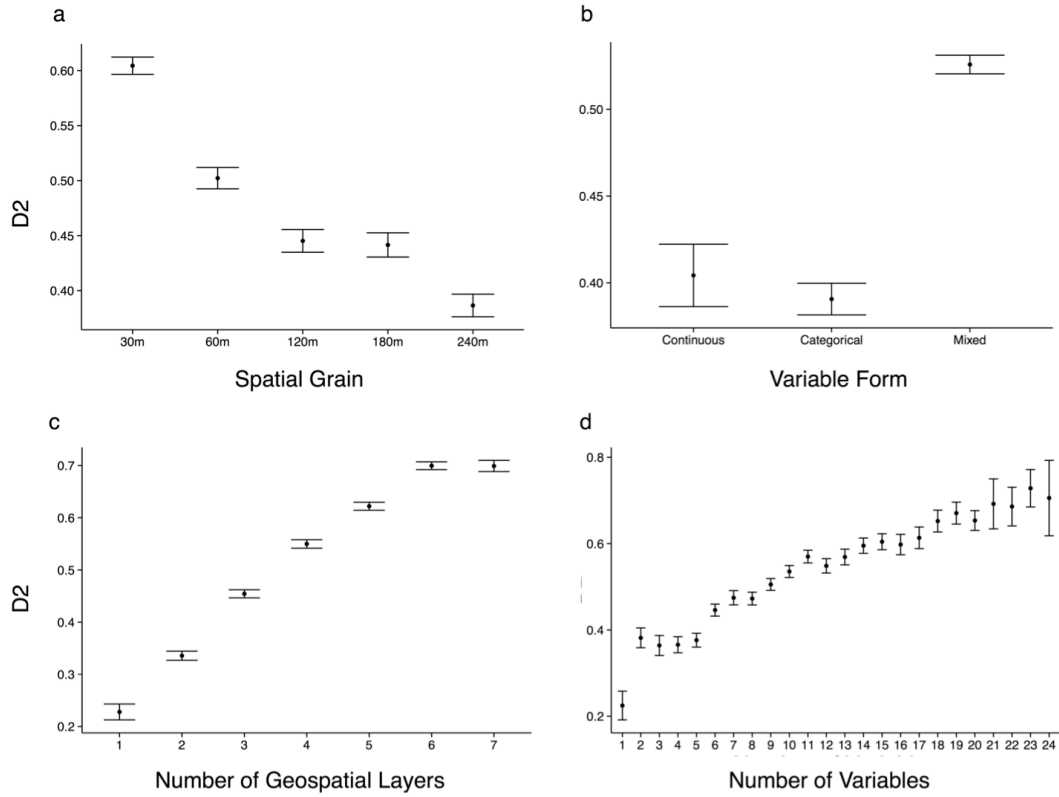 a
D2
0.60
0.55
0.50
0.45
0.40
30m 60m 120m 180m 240m
Spatial Grain
b
0.50
0.45
0.40
Continuous Categorical Mixed
Variable Form
c
D2
0.7
0.6
0.5
0.4
0.3
0.2
1 2 3 4 5 6 7
Number of Geospatial Layers
d
0.8
0.6
0.4
0.2
1 2 3 4 5 6 7 8 9 10 11 12 13 14 15 16 17 18 19 20 21 22 23 24
Number of Variables